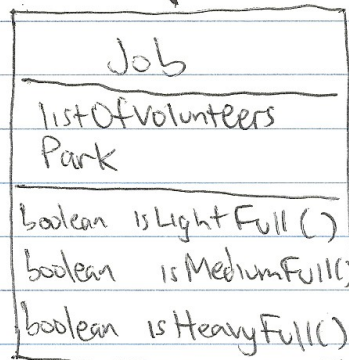 Job
listOfVolunteers
Park
boolean isLightFull()
boolean isMediumFull(
boolean isHeavyFull()